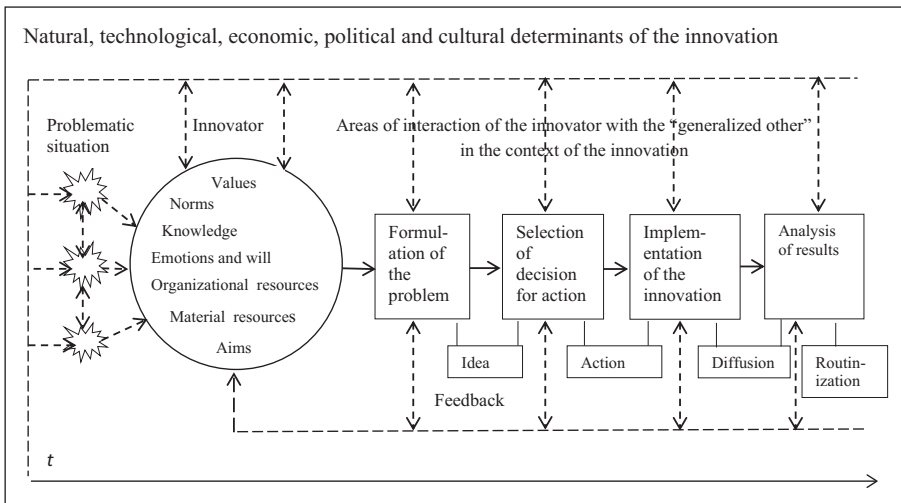 Natural, technological, economic, political and cultural determinants of the innovation
Problematic
situation
Innovator
Areas of interaction of the innovator with the “generalized other”
in the context of the innovation
Values
Norms
Knowledge
Emotions and will
Organizational resources
Material resources
Aims
Formul-
ation of
the
problem
Selection
of
decision
for action
Implem-
entation
of the
innovation
Analysis
of results
Idea
Action
Diffusion
Routin-
ization
Feedback
t